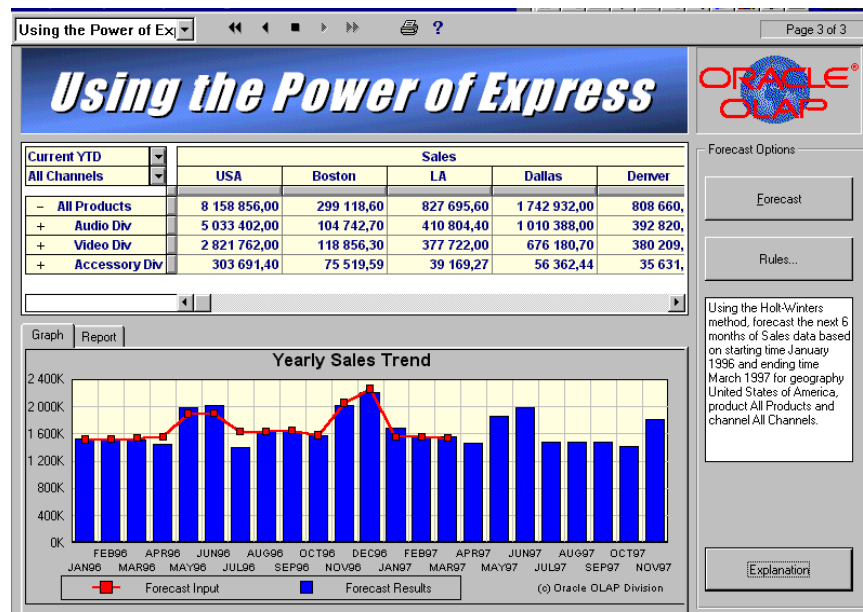 Using the Power of Ex
?
Page 3 of 3
Using the Power of Express
ORACLE®
OLAP
Current YTD
Sales
All Channels
USA Boston LA Dallas Denver
– All Products 8 158 856,00 299 118,60 827 695,60 1 742 932,00 808 660,
+ Audio Div 5 033 402,00 104 742,70 410 804,40 1 010 388,00 392 820,
+ Video Div 2 821 762,00 118 856,30 377 722,00 676 180,70 380 209,
+ Accessory Div 303 691,40 75 519,59 39 169,27 56 362,44 35 631,
Forecast Options
Forecast
Rules...
Using the Holt-Winters
method, forecast the next 6
months of Sales data based
on starting time January
1996 and ending time
March 1997 for geography
United States of America,
product All Products and
channel All Channels.
Explanation
Graph Report
Yearly Sales Trend
2 400K
2 000K
1 600K
1 200K
800K
400K
0K
FEB96 APR96 JUN96 AUG96 OCT96 DEC96 FEB97 APR97 JUN97 AUG97 OCT97
JAN96 MAR96 MAY96 JUL96 SEP96 NOV96 JAN97 MAR97 MAY97 JUL97 SEP97 NOV97
Forecast Input Forecast Results (c) Oracle OLAP Division